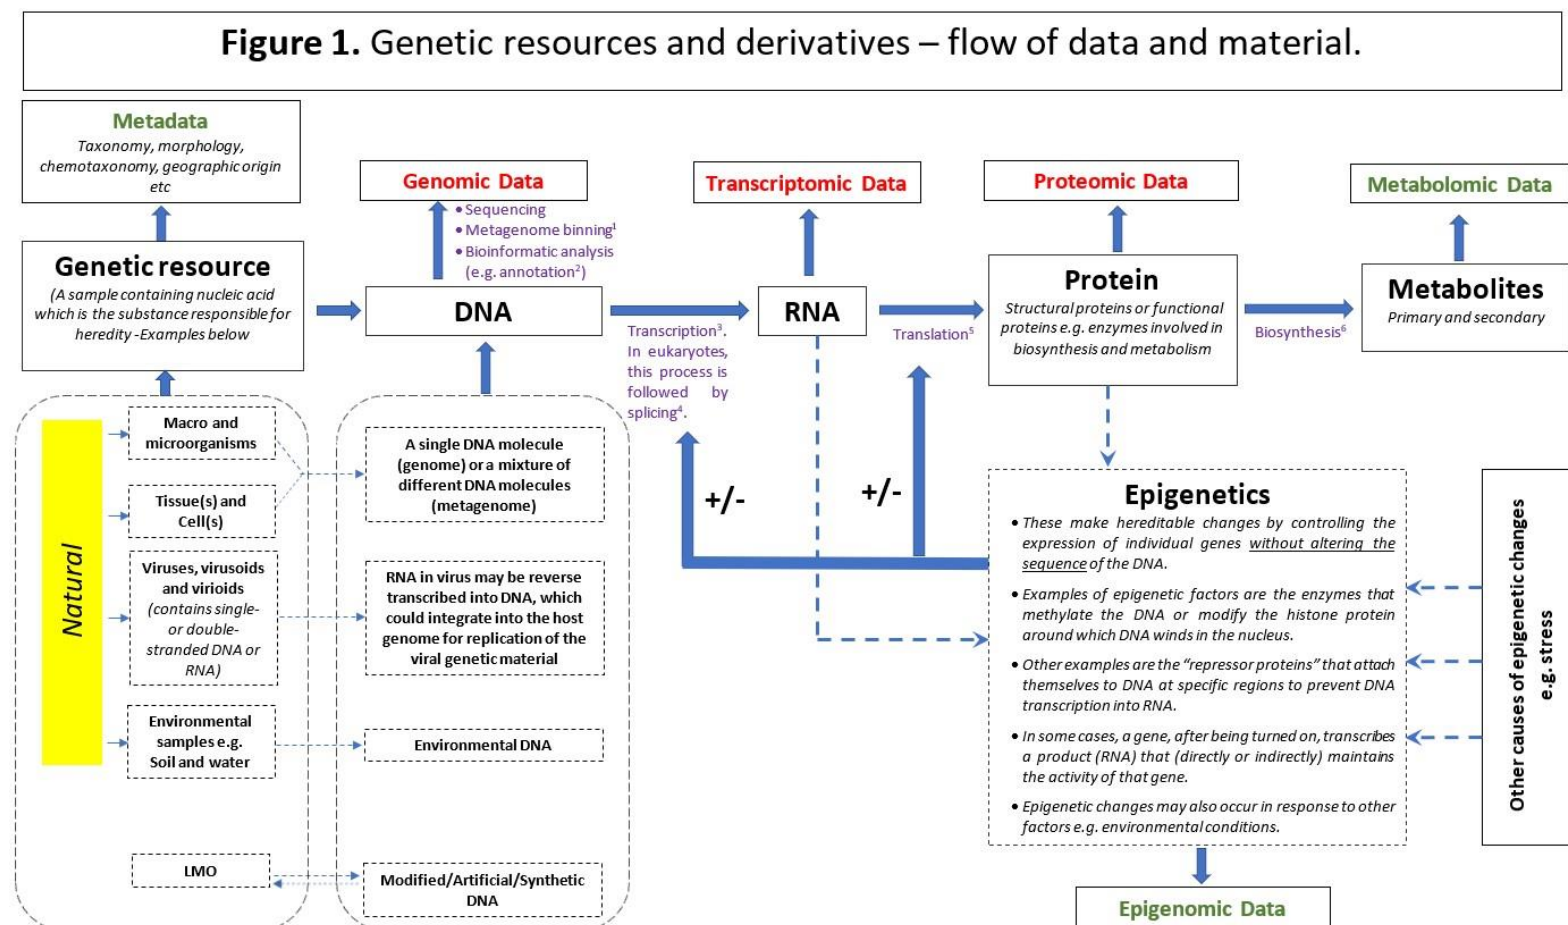 Figure 1. Genetic resources and derivatives – flow of data and material.
Metadata
Taxonomy, morphology,
chemotaxonomy, geographic origin
etc
Genomic Data
Transcriptomic Data
Proteomic Data
Metabolomic Data
• Sequencing
• Metagenome binning¹
• Bioinformatic analysis
(e.g. annotation²)
Genetic resource
(A sample containing nucleic acid
which is the substance responsible for
heredity -Examples below
DNA
RNA
Protein
Structural proteins or functional
proteins e.g. enzymes involved in
biosynthesis and metabolism
Metabolites
Primary and secondary
Transcription³.
In eukaryotes,
this process is
followed by
splicing⁴.
Translation⁵
Biosynthesis⁶
Natural
Macro and
microorganisms
Tissue(s) and
Cell(s)
Viruses, virusoids
and virioids
(contains single-
or double-
stranded DNA or
RNA)
Environmental
samples e.g.
Soil and water
LMO
A single DNA molecule
(genome) or a mixture of
different DNA molecules
(metagenome)
RNA in virus may be reverse
transcribed into DNA, which
could integrate into the host
genome for replication of the
viral genetic material
Environmental DNA
Modified/Artificial/Synthetic
DNA
+/-
+/-
Epigenetics
• These make hereditable changes by controlling the
expression of individual genes without altering the
sequence of the DNA.
• Examples of epigenetic factors are the enzymes that
methylate the DNA or modify the histone protein
around which DNA winds in the nucleus.
• Other examples are the “repressor proteins” that attach
themselves to DNA at specific regions to prevent DNA
transcription into RNA.
• In some cases, a gene, after being turned on, transcribes
a product (RNA) that (directly or indirectly) maintains
the activity of that gene.
• Epigenetic changes may also occur in response to other
factors e.g. environmental conditions.
Other causes of epigenetic changes
e.g. stress
Epigenomic Data